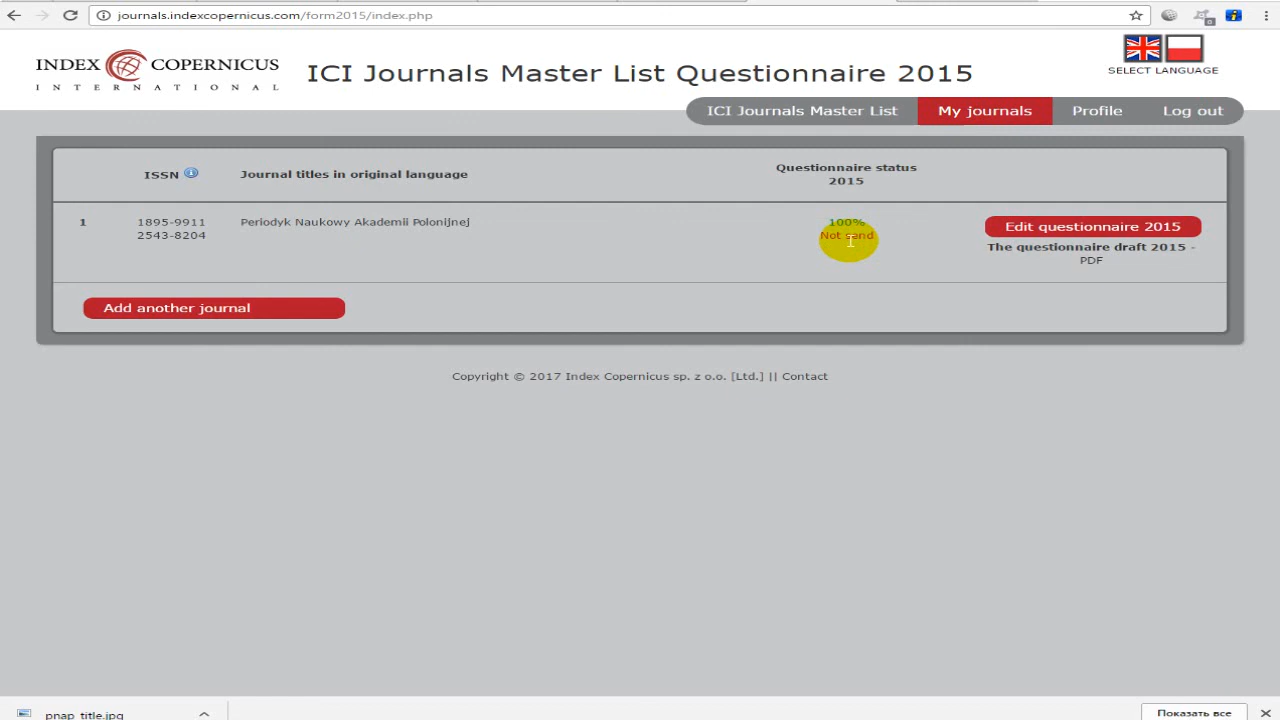 journals.indexcopernicus.com/form2015/index.php
INDEX COPERNICUS
INTERNATIONAL
ICI Journals Master List Questionnaire 2015
SELECT LANGUAGE
ICI Journals Master List My journals Profile Log out
ISSN Journal titles in original language Questionnaire status
2015
1 1895-9911 Periodyk Naukowy Akademii Polonijnej 100% Edit questionnaire 2015
2543-8204 Not send
The questionnaire draft 2015 -
PDF
Add another journal
Copyright © 2017 Index Copernicus sp. z o.o. [Ltd.] || Contact
pnap_title.jpg Показать все